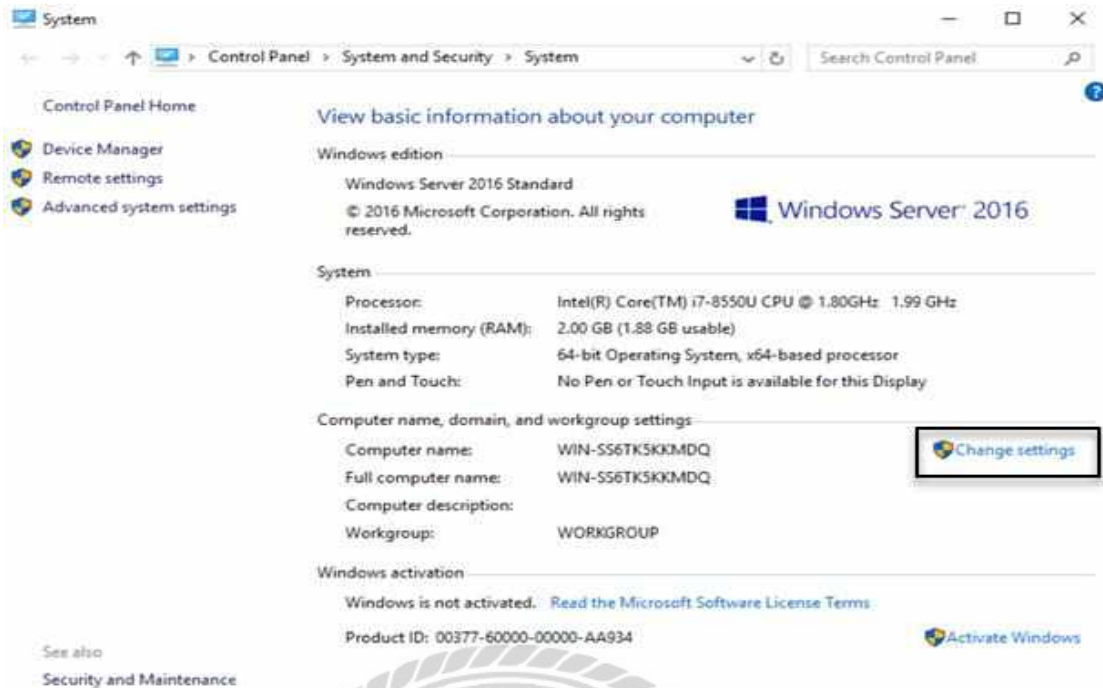 System
Control Panel > System and Security > System
Search Control Panel
Control Panel Home
Device Manager
Remote settings
Advanced system settings
View basic information about your computer
Windows edition
Windows Server 2016 Standard
© 2016 Microsoft Corporation. All rights
reserved.
Windows Server 2016
System
Processor: Intel(R) Core(TM) i7-8550U CPU @ 1.80GHz 1.99 GHz
Installed memory (RAM): 2.00 GB (1.88 GB usable)
System type: 64-bit Operating System, x64-based processor
Pen and Touch: No Pen or Touch Input is available for this Display
Computer name, domain, and workgroup settings
Computer name: WIN-SS6TK5KKMDQ
Change settings
Full computer name: WIN-SS6TK5KKMDQ
Computer description:
Workgroup: WORKGROUP
Windows activation
Windows is not activated. Read the Microsoft Software License Terms
Product ID: 00377-60000-00000-AA934
Activate Windows
See also
Security and Maintenance